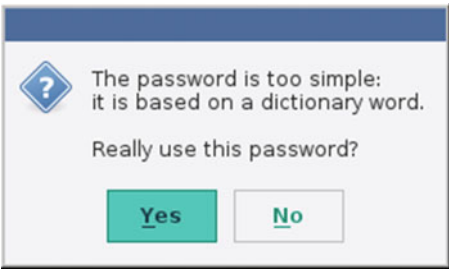 The password is too simple:
it is based on a dictionary word.
Really use this password?
Yes No